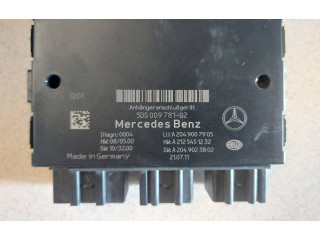 Anhängeranschlußgerät
5DS 009 781-02
Mercedes Benz
Diagn.: 0004 LU: A 204 900 79 05
HW: 08/05.00 HW: A 212 545 12 32
SW: 10/32.00 SW: A 204 902 38 02
Made in Germany 21.07.11